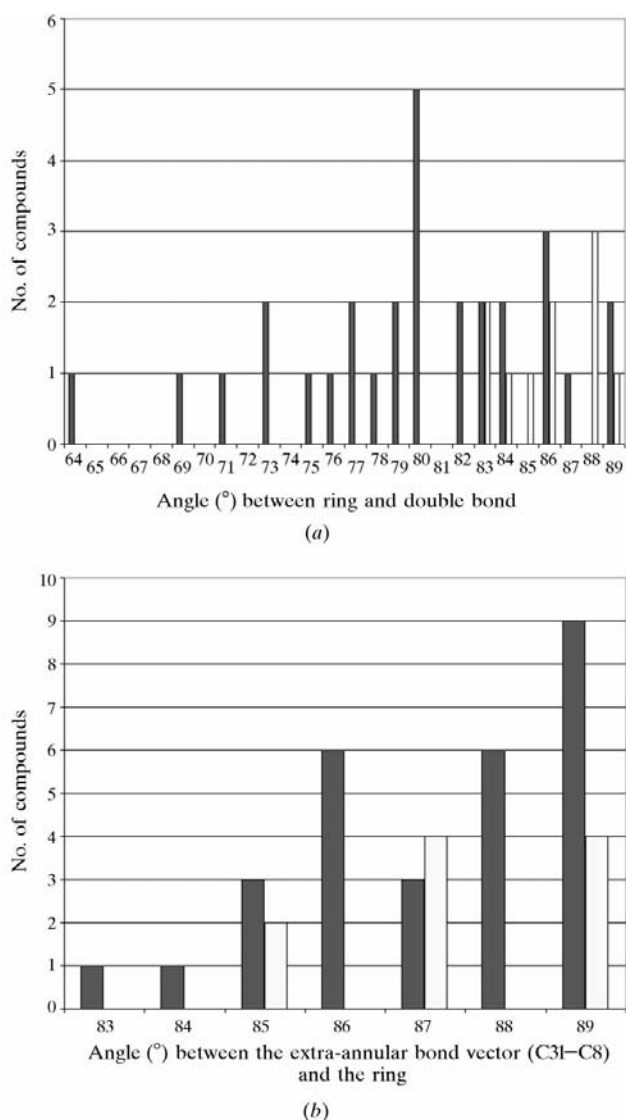 6
5
4
3
2
1
0
No. of compounds
64 65 66 67 68 69 70 71 72 73 74 75 76 77 78 79 80 81 82 83 84 85 86 87 88 89
Angle (°) between ring and double bond
(a)
10
9
8
7
6
5
4
3
2
1
0
No. of compounds
83 84 85 86 87 88 89
Angle (°) between the extra-annular bond vector (C31–C8)
and the ring
(b)